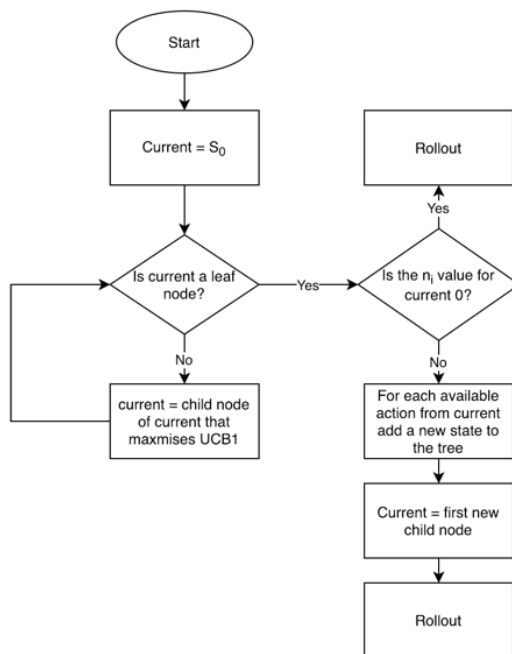 Start
Current = S₀
Is current a leaf
node?
No
current = child node
of current that
maxmises UCB1
Yes
Rollout
Yes
Is the nᵢ value for
current 0?
No
For each available
action from current
add a new state to
the tree
Current = first new
child node
Rollout